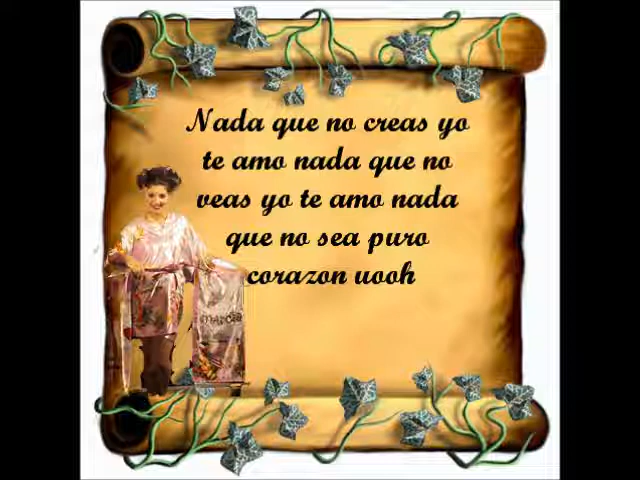 Nada que no creas yo
te amo nada que no
veas yo te amo nada
que no sea puro
corazon uooh